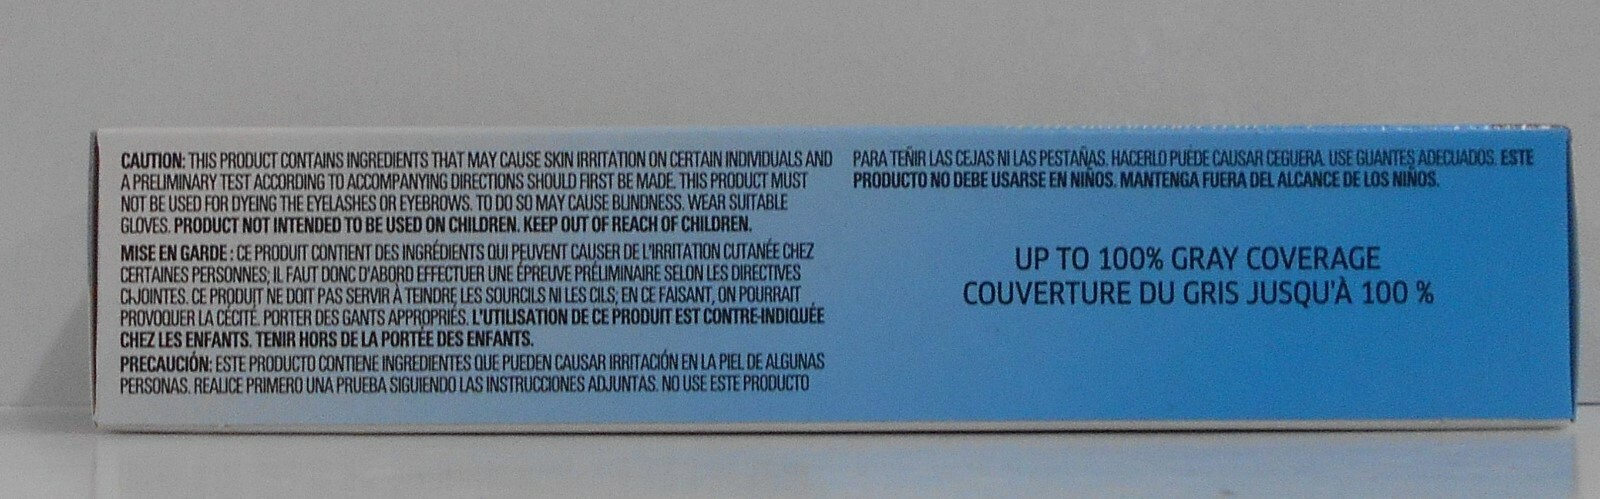 CAUTION: THIS PRODUCT CONTAINS INGREDIENTS THAT MAY CAUSE SKIN IRRITATION ON CERTAIN INDIVIDUALS AND
A PRELIMINARY TEST ACCORDING TO ACCOMPANYING DIRECTIONS SHOULD FIRST BE MADE. THIS PRODUCT MUST
NOT BE USED FOR DYEING THE EYELASHES OR EYEBROWS. TO DO SO MAY CAUSE BLINDNESS. WEAR SUITABLE
GLOVES. PRODUCT NOT INTENDED TO BE USED ON CHILDREN. KEEP OUT OF REACH OF CHILDREN.
MISE EN GARDE : CE PRODUIT CONTIENT DES INGRÉDIENTS QUI PEUVENT CAUSER DE L'IRRITATION CUTANÉE CHEZ
CERTAINES PERSONNES; IL FAUT DONC D'ABORD EFFECTUER UNE ÉPREUVE PRÉLIMINAIRE SELON LES DIRECTIVES
CI-JOINTES. CE PRODUIT NE DOIT PAS SERVIR À TEINDRE LES SOURCILS NI LES CILS; EN CE FAISANT, ON POURRAIT
PROVOQUER LA CÉCITÉ. PORTER DES GANTS APPROPRIÉS. L'UTILISATION DE CE PRODUIT EST CONTRE-INDIQUÉE
CHEZ LES ENFANTS. TENIR HORS DE LA PORTÉE DES ENFANTS.
PRECAUCIÓN: ESTE PRODUCTO CONTIENE INGREDIENTES QUE PUEDEN CAUSAR IRRITACIÓN EN LA PIEL DE ALGUNAS
PERSONAS. REALICE PRIMERO UNA PRUEBA SIGUIENDO LAS INSTRUCCIONES ADJUNTAS. NO USE ESTE PRODUCTO
PARA TEÑIR LAS CEJAS NI LAS PESTAÑAS. HACERLO PUEDE CAUSAR CEGUERA. USE GUANTES ADECUADOS. ESTE
PRODUCTO NO DEBE USARSE EN NIÑOS. MANTENGA FUERA DEL ALCANCE DE LOS NIÑOS.
UP TO 100% GRAY COVERAGE
COUVERTURE DU GRIS JUSQU'À 100 %